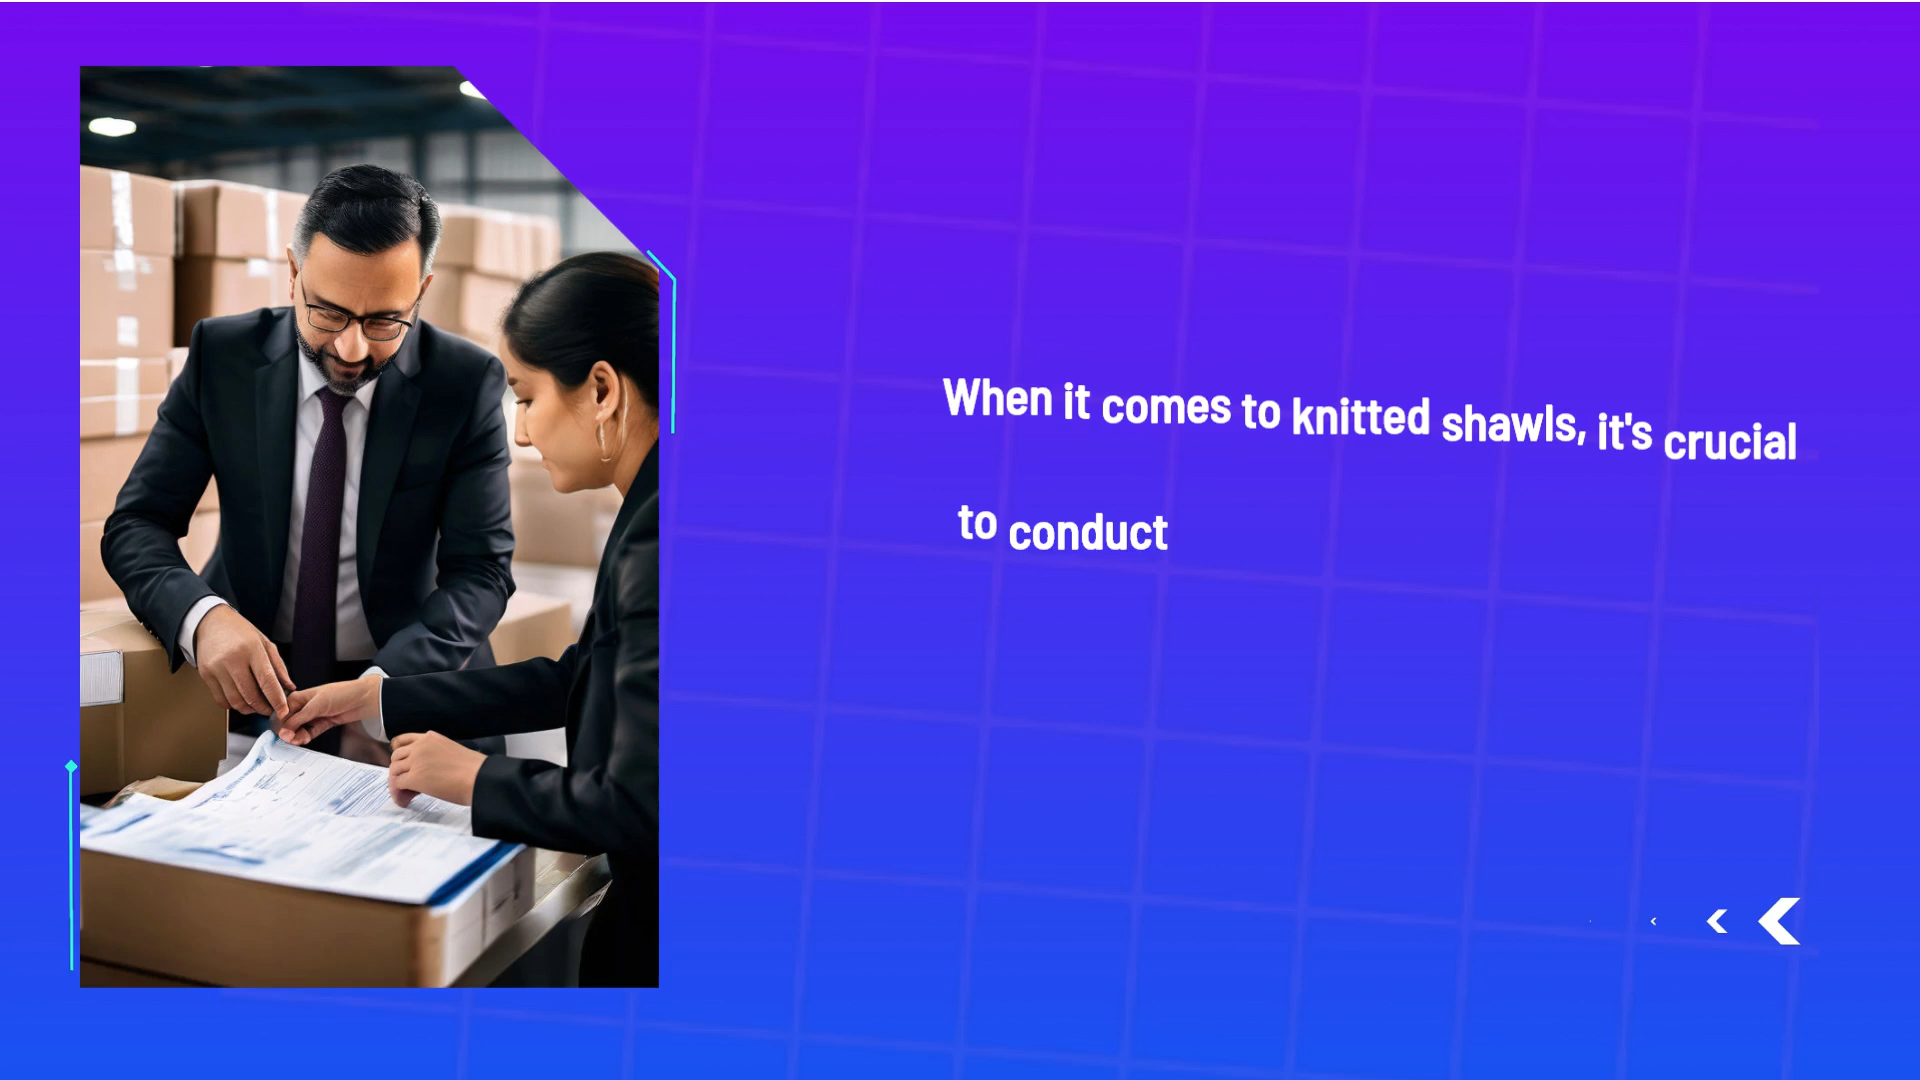 When it comes to knitted shawls, it's crucial
to conduct